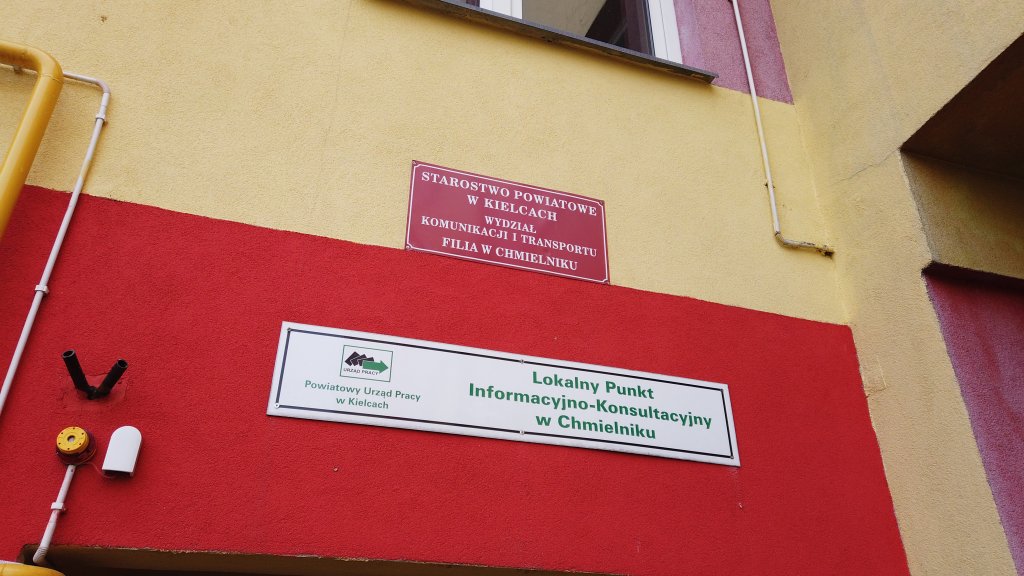 STAROSTWO POWIATOWE
W KIELCACH
WYDZIAŁ
KOMUNIKACJI I TRANSPORTU
FILIA W CHMIELNIKU
URZĄD PRACY
Powiatowy Urząd Pracy
w Kielcach
Lokalny Punkt
Informacyjno-Konsultacyjny
w Chmielniku